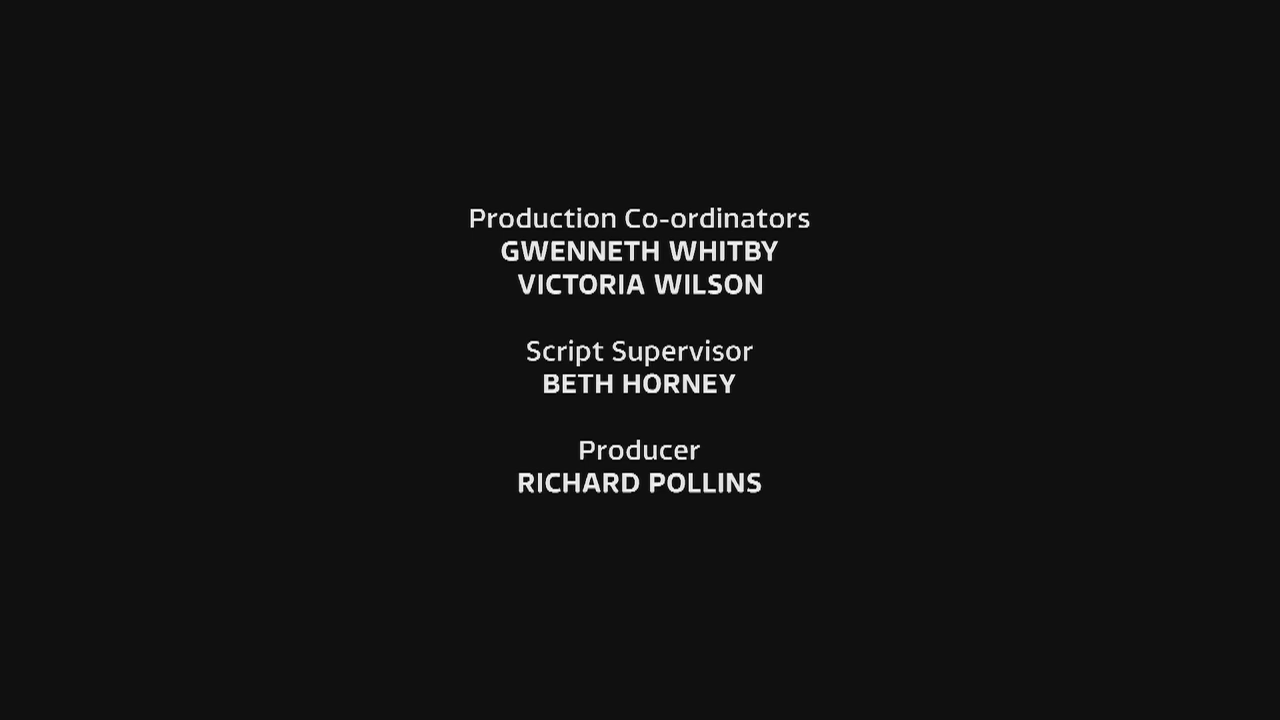 Production Co-ordinators
GWENNETH WHITBY
VICTORIA WILSON
Script Supervisor
BETH HORNEY
Producer
RICHARD POLLINS